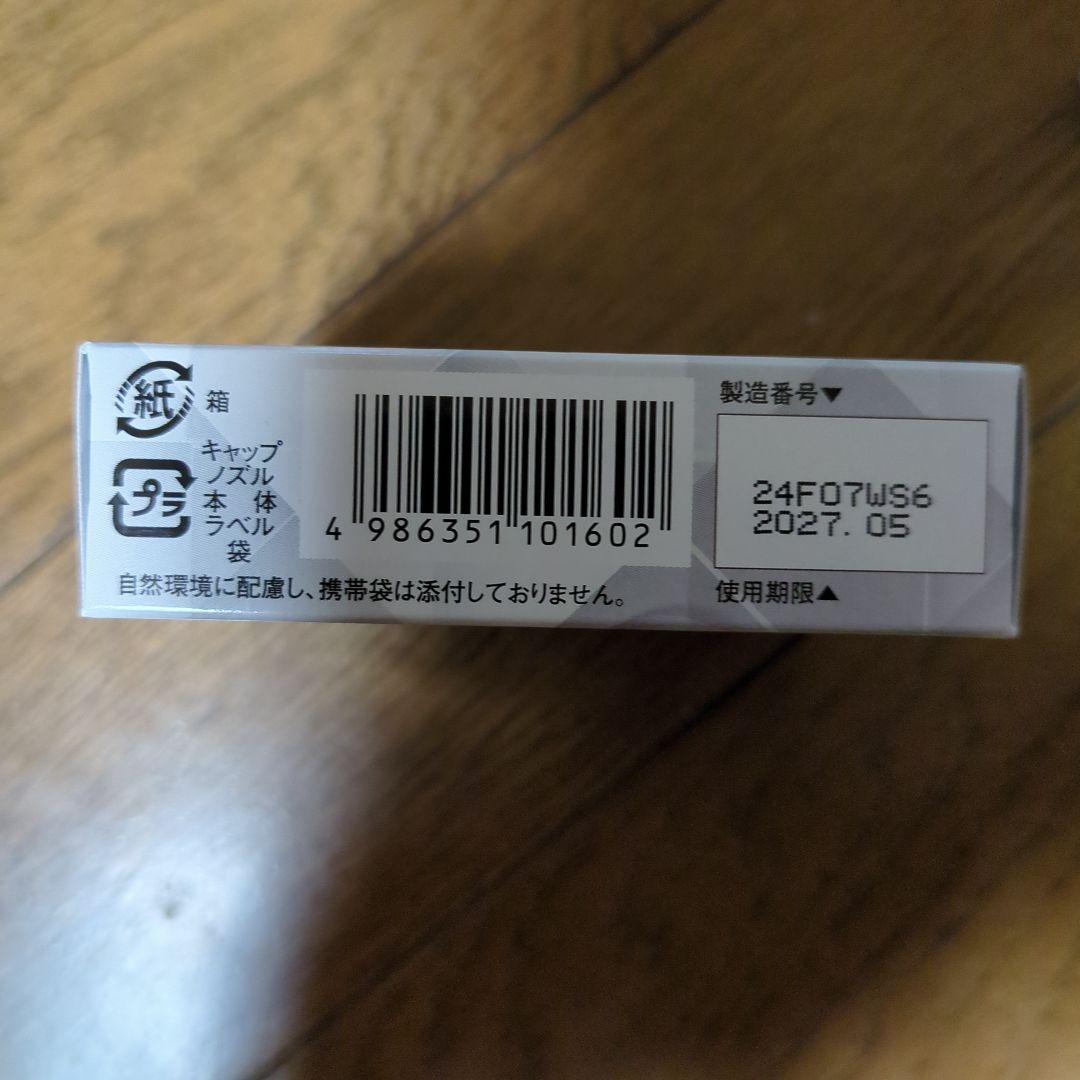 紙 箱
プラ
キャップ
ノズル
本体
ラベル
袋
4 986351 101602
自然環境に配慮し、携帯袋は添付しておりません。
製造番号▼
24F07WS6
2027.05
使用期限▲